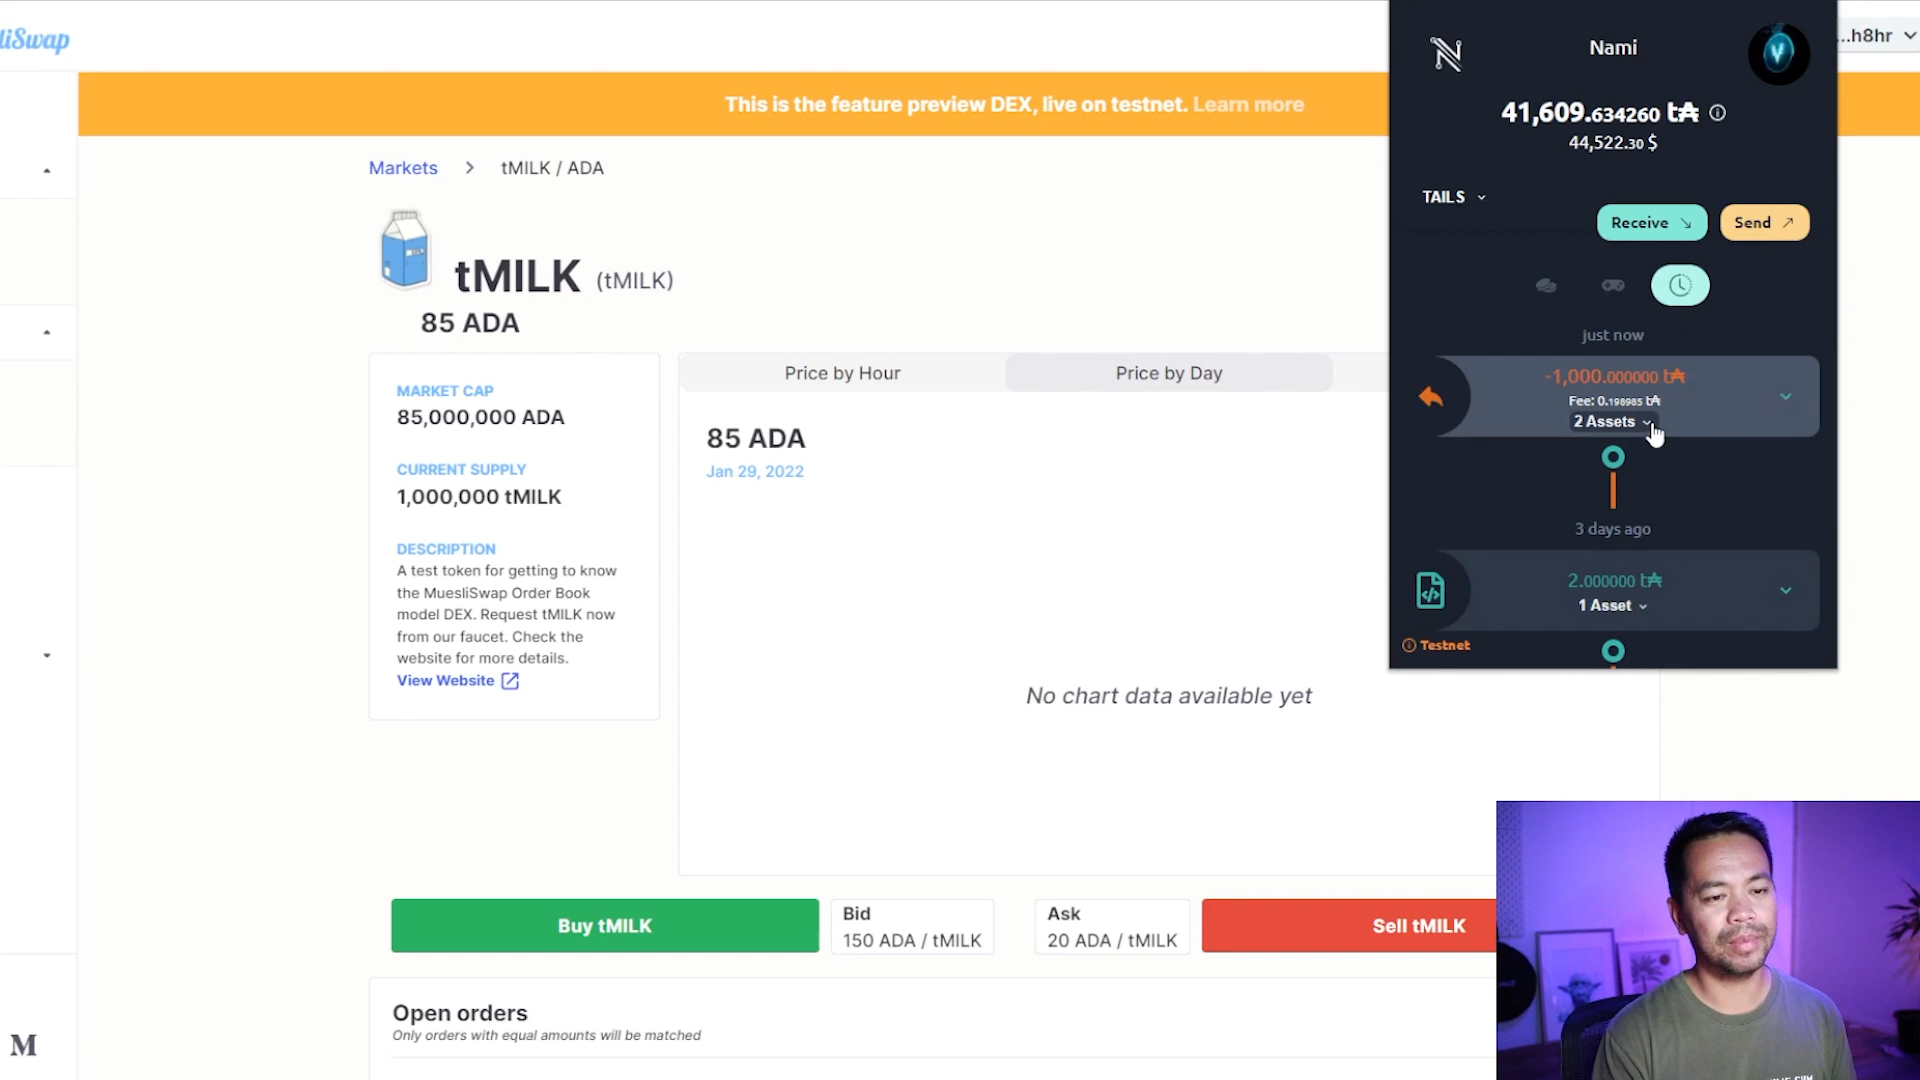 liSwap
This is the feature preview DEX, live on testnet. Learn more
Markets > tMILK / ADA
tMILK (tMILK)
85 ADA
MARKET CAP
85,000,000 ADA
CURRENT SUPPLY
1,000,000 tMILK
DESCRIPTION
A test token for getting to know
the MuesliSwap Order Book
model DEX. Request tMILK now
from our faucet. Check the
website for more details.
View Website
Price by Hour
Price by Day
85 ADA
Jan 29, 2022
No chart data available yet
Buy tMILK
Bid
150 ADA / tMILK
Ask
20 ADA / tMILK
Sell tMILK
Open orders
Only orders with equal amounts will be matched
M
Nami
...h8hr
41,609.634260 t₳
44,522.30 $
TAILS
Receive
Send
just now
-1,000.000000 t₳
Fee: 0.198985 t₳
2 Assets
3 days ago
2.000000 t₳
1 Asset
Testnet